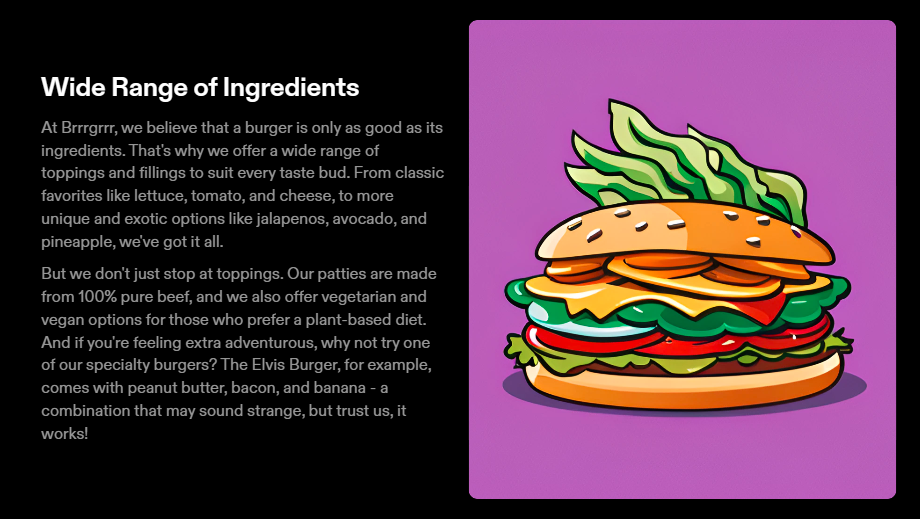 Wide Range of Ingredients
At Brrrgrrr, we believe that a burger is only as good as its
ingredients. That's why we offer a wide range of
toppings and fillings to suit every taste bud. From classic
favorites like lettuce, tomato, and cheese, to more
unique and exotic options like jalapenos, avocado, and
pineapple, we've got it all.
But we don't just stop at toppings. Our patties are made
from 100% pure beef, and we also offer vegetarian and
vegan options for those who prefer a plant-based diet.
And if you're feeling extra adventurous, why not try one
of our specialty burgers? The Elvis Burger, for example,
comes with peanut butter, bacon, and banana - a
combination that may sound strange, but trust us, it
works!